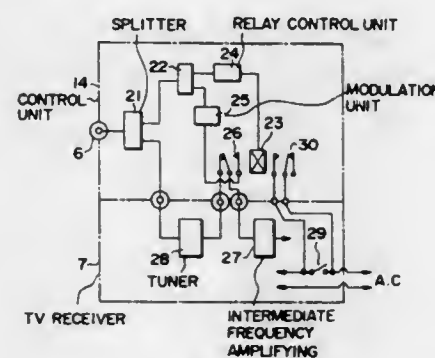 SPLITTER
RELAY CONTROL UNIT
24
22
14
21
25
CONTROL
UNIT
MODULATION
UNIT
23
26
30
6
29
7
28
27
TUNER
A.C
TV RECEIVER
INTERMEDIATE
FREQUENCY
AMPLIFYING